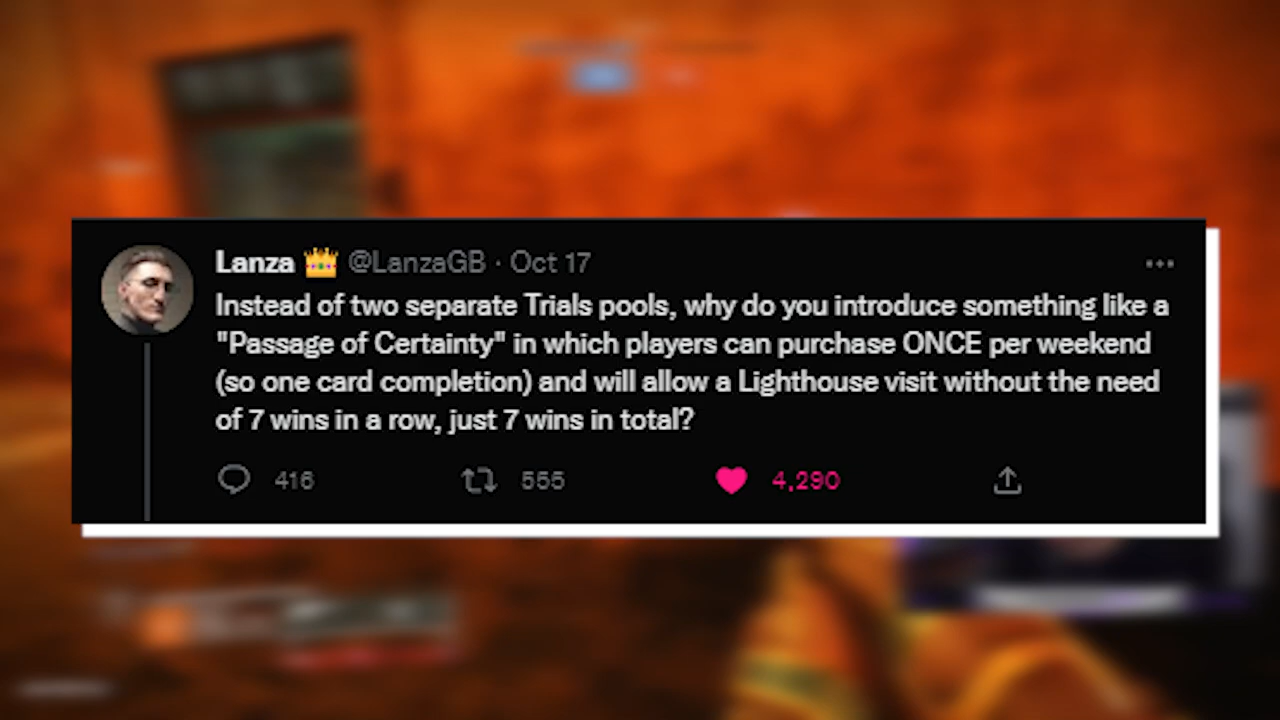 Lanza 👑 @LanzaGB · Oct 17
Instead of two separate Trials pools, why do you introduce something like a
"Passage of Certainty" in which players can purchase ONCE per weekend
(so one card completion) and will allow a Lighthouse visit without the need
of 7 wins in a row, just 7 wins in total?
416 555 4,290